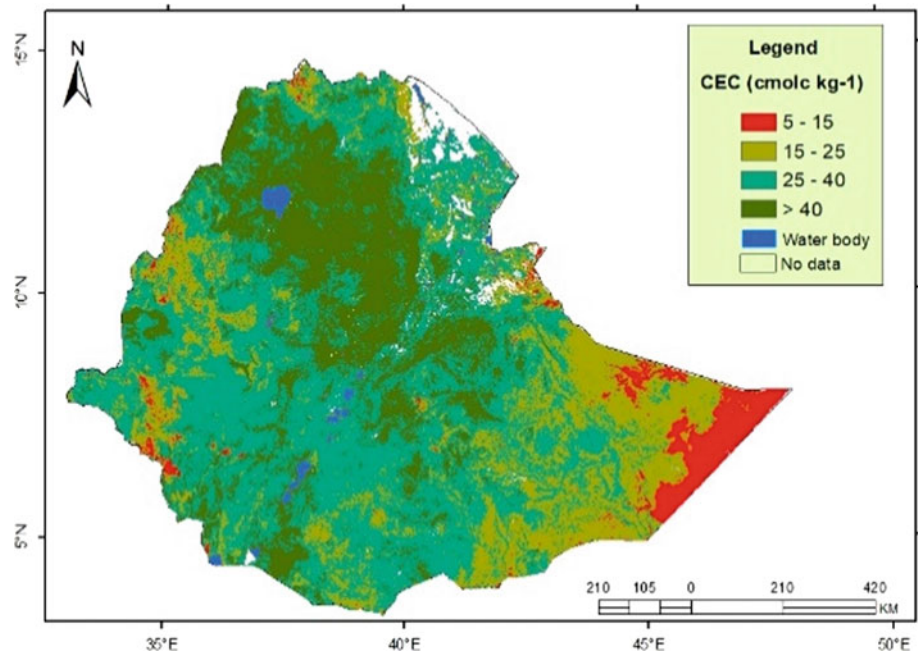 15°N
N
Legend
CEC (cmolc kg-1)
5 - 15
15 - 25
25 - 40
> 40
Water body
No data
10°N
5°N
210 105 0 210 420
KM
35°E 40°E 45°E 50°E